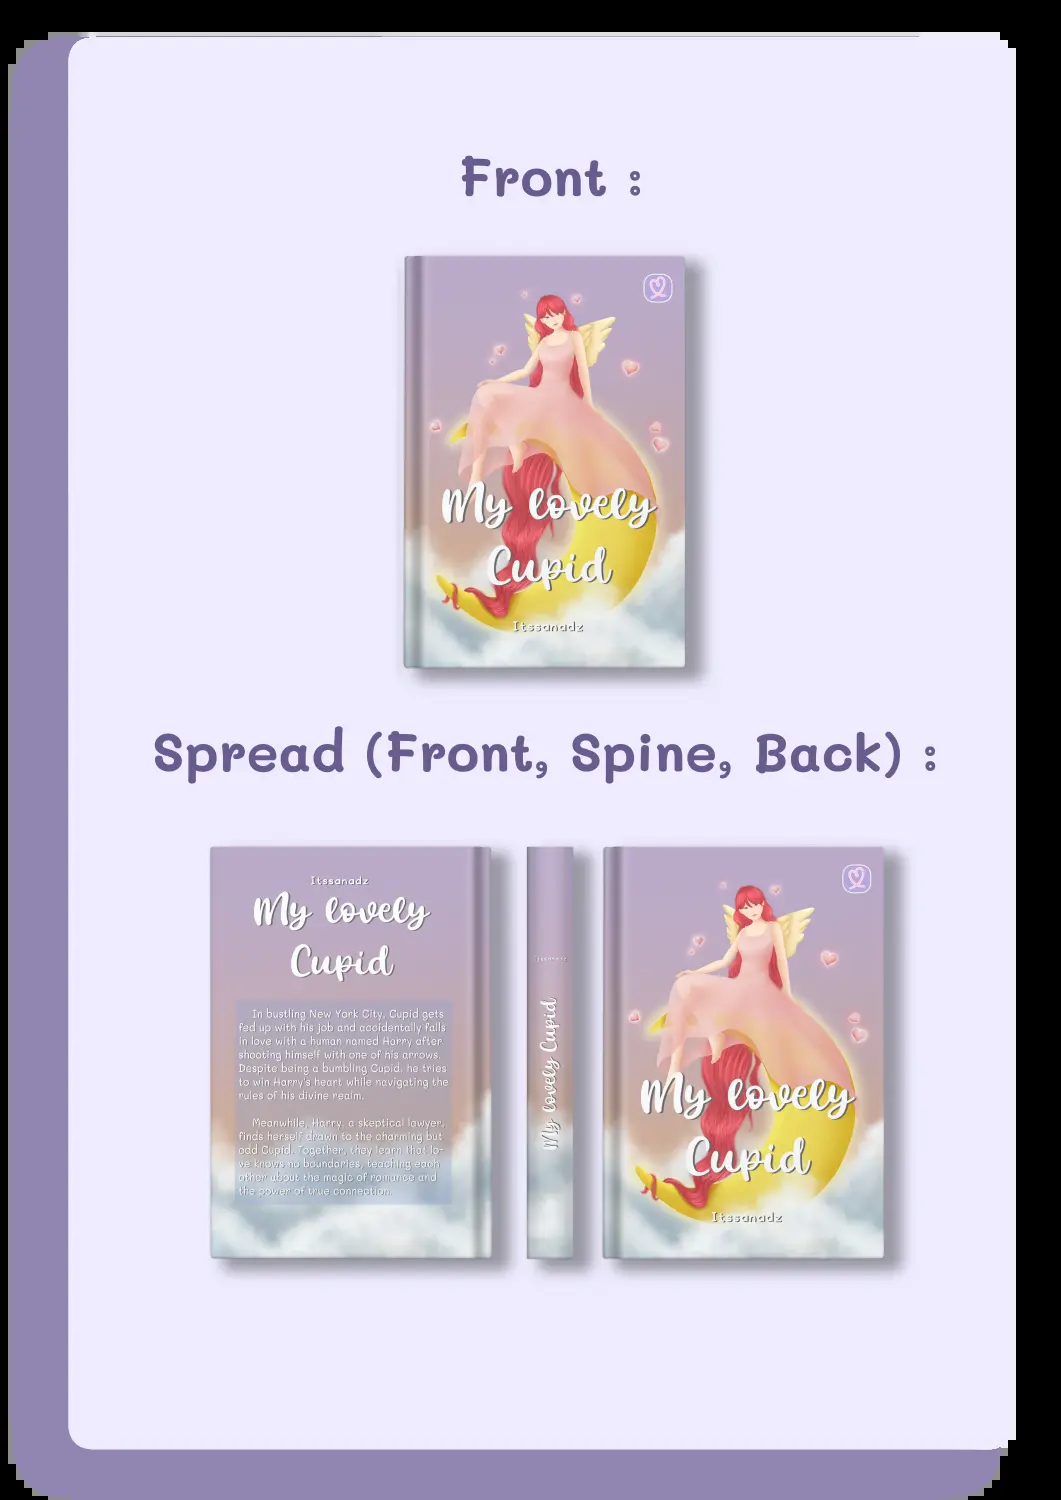 Front :
My lovely
Cupid
Itssanadz
Spread (Front, Spine, Back) :
Itssanadz
My lovely
Cupid
In bustling New York City, Cupid gets
fed up with his job and accidentally falls
in love with a human named Harry after
shooting himself with one of his arrows.
Despite being a bumbling Cupid, he tries
to win Harry's heart while navigating the
rules of his divine realm.
Meanwhile, Harry, a skeptical lawyer,
finds herself drawn to the charming but
odd Cupid. Together, they learn that lo-
ve knows no boundaries, teaching each
other about the magic of romance and
the power of true connection.
Itssanadz
My lovely Cupid
My lovely
Cupid
Itssanadz